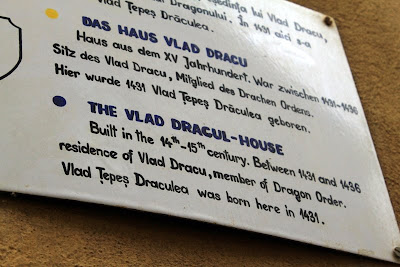 lui Vlad Dracu,
Dragonului. În 1431 aici s-a
Vlad Țepeș Drăculea.
DAS HAUS VLAD DRACU
Haus aus dem XV Jahrhundert. War zwischen 1431-1436
Sitz des Vlad Dracu, Mitglied des Drachen Ordens.
Hier wurde 1431 Vlad Țepeș Drăculea geboren.
THE VLAD DRACUL-HOUSE
Built in the 14th-15th century. Between 1431 and 1436
residence of Vlad Dracu, member of Dragon Order.
Vlad Țepeș Draculea was born here in 1431.